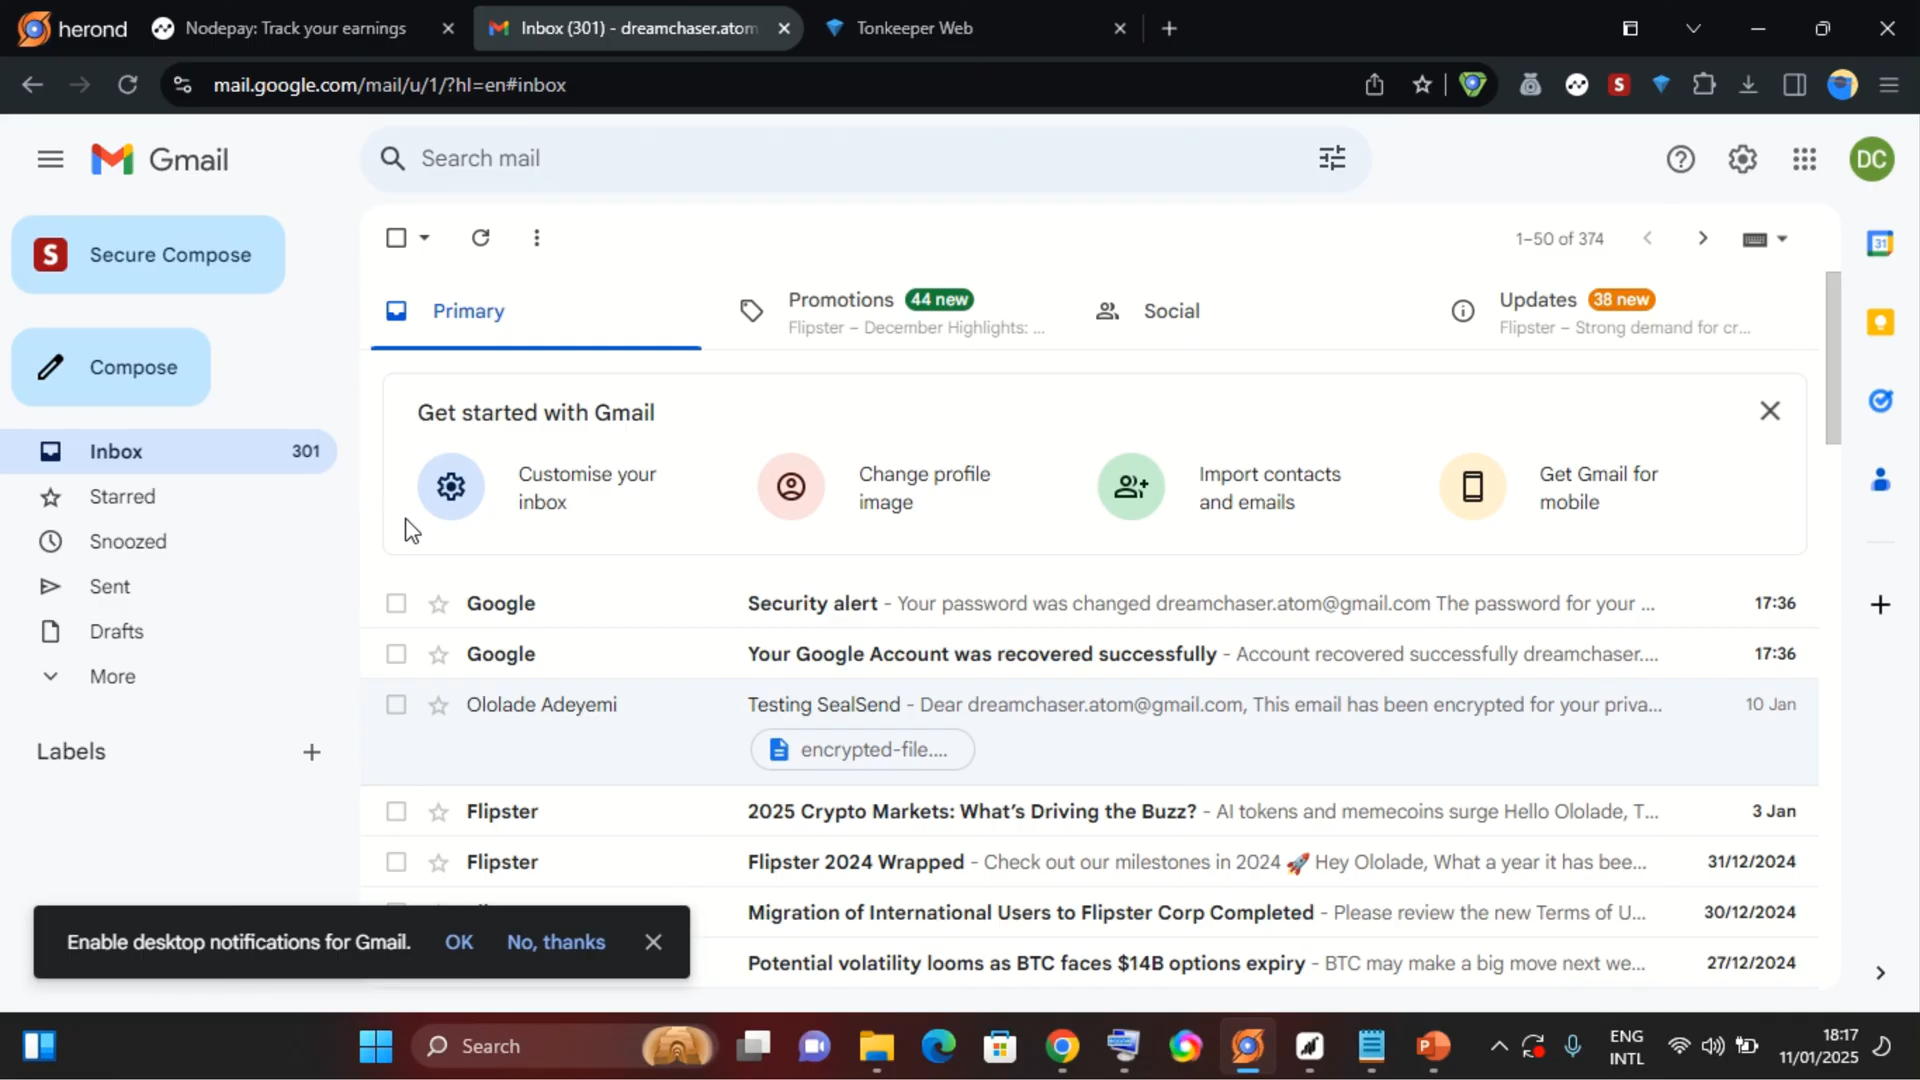 herond
Nodepay: Track your earnings
Inbox (301) - dreamchaser.atom
Tonkeeper Web
mail.google.com/mail/u/1/?hl=en#inbox
Gmail
Search mail
DC
S Secure Compose
1–50 of 374
Primary
Promotions 44 new
Flipster – December Highlights: ...
Social
Updates 38 new
Flipster – Strong demand for cr...
Compose
Get started with Gmail
Customise your
inbox
Change profile
image
Import contacts
and emails
Get Gmail for
mobile
Inbox 301
Starred
Snoozed
Sent
Drafts
More
Labels
Google Security alert - Your password was changed dreamchaser.atom@gmail.com The password for your ... 17:36
Google Your Google Account was recovered successfully - Account recovered successfully dreamchaser.... 17:36
Ololade Adeyemi Testing SealSend - Dear dreamchaser.atom@gmail.com, This email has been encrypted for your priva... 10 Jan
encrypted-file....
Flipster 2025 Crypto Markets: What's Driving the Buzz? - AI tokens and memecoins surge Hello Ololade, T... 3 Jan
Flipster Flipster 2024 Wrapped - Check out our milestones in 2024 🚀 Hey Ololade, What a year it has bee... 31/12/2024
Migration of International Users to Flipster Corp Completed - Please review the new Terms of U... 30/12/2024
Potential volatility looms as BTC faces $14B options expiry - BTC may make a big move next we... 27/12/2024
Enable desktop notifications for Gmail. OK No, thanks
Search
ENG
INTL
18:17
11/01/2025